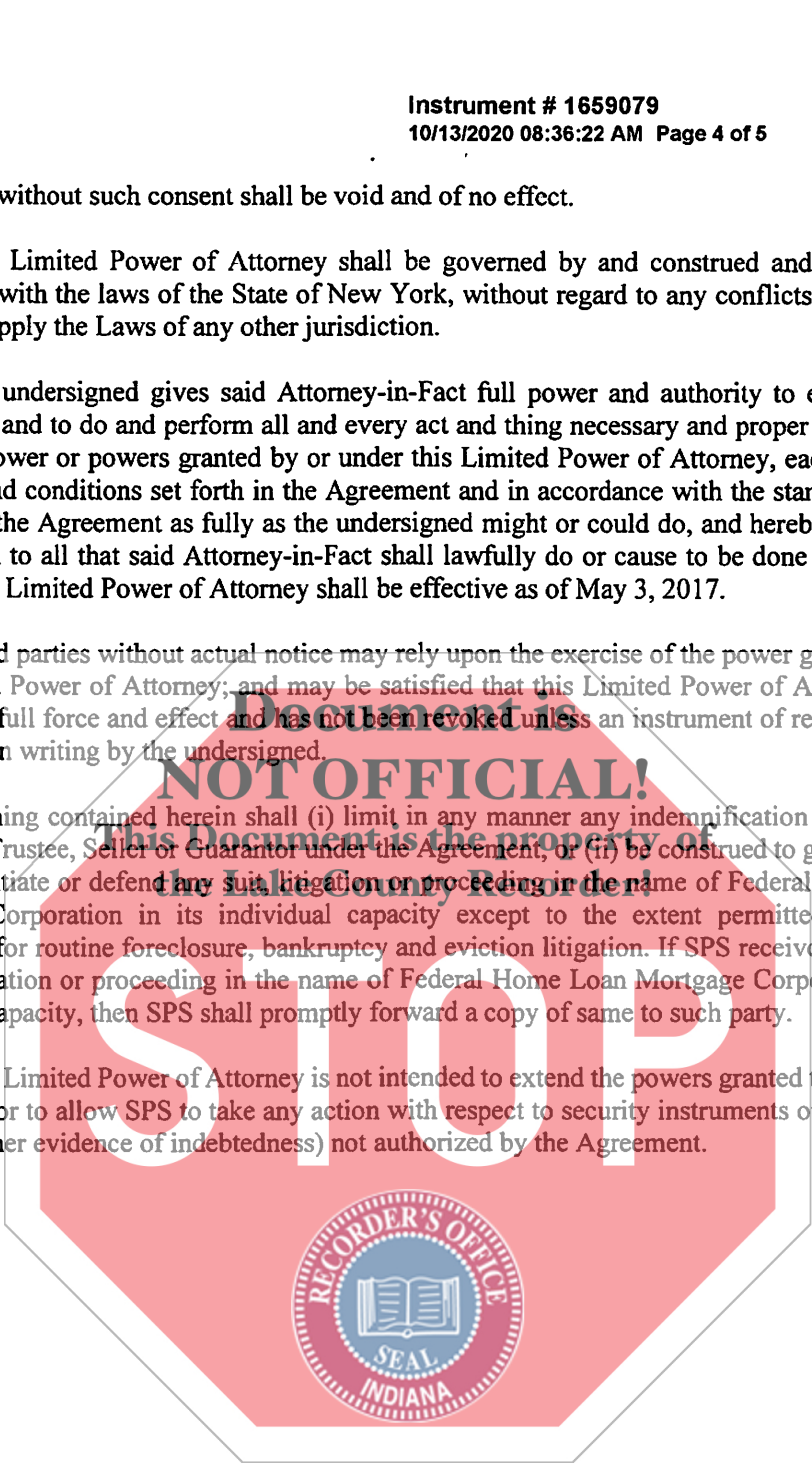 Instrument # 1659079
10/13/2020 08:36:22 AM Page 4 of 5
without such consent shall be void and of no effect.
Limited Power of Attorney shall be governed by and construed and
with the laws of the State of New York, without regard to any conflicts
pply the Laws of any other jurisdiction.
undersigned gives said Attorney-in-Fact full power and authority to e
and to do and perform all and every act and thing necessary and proper
ower or powers granted by or under this Limited Power of Attorney, eac
d conditions set forth in the Agreement and in accordance with the stan
the Agreement as fully as the undersigned might or could do, and hereb
to all that said Attorney-in-Fact shall lawfully do or cause to be done
Limited Power of Attorney shall be effective as of May 3, 2017.
d parties without actual notice may rely upon the exercise of the power g
Power of Attorney; and may be satisfied that this Limited Power of A
full force and effect and has not been revoked unless an instrument of re
n writing by the undersigned.
Document is
NOT OFFICIAL!
This Document is the property of
the Lake County Recorder!
ing contained herein shall (i) limit in any manner any indemnification
rustee, Seller or Guarantor under the Agreement, or (ii) be construed to g
tiate or defend any suit, litigation or proceeding in the name of Federal
Corporation in its individual capacity except to the extent permitte
for routine foreclosure, bankruptcy and eviction litigation. If SPS receive
ation or proceeding in the name of Federal Home Loan Mortgage Corp
apacity, then SPS shall promptly forward a copy of same to such party.
STOP
Limited Power of Attorney is not intended to extend the powers granted
or to allow SPS to take any action with respect to security instruments o
er evidence of indebtedness) not authorized by the Agreement.
RECORDER'S OFFICE
SEAL
INDIANA